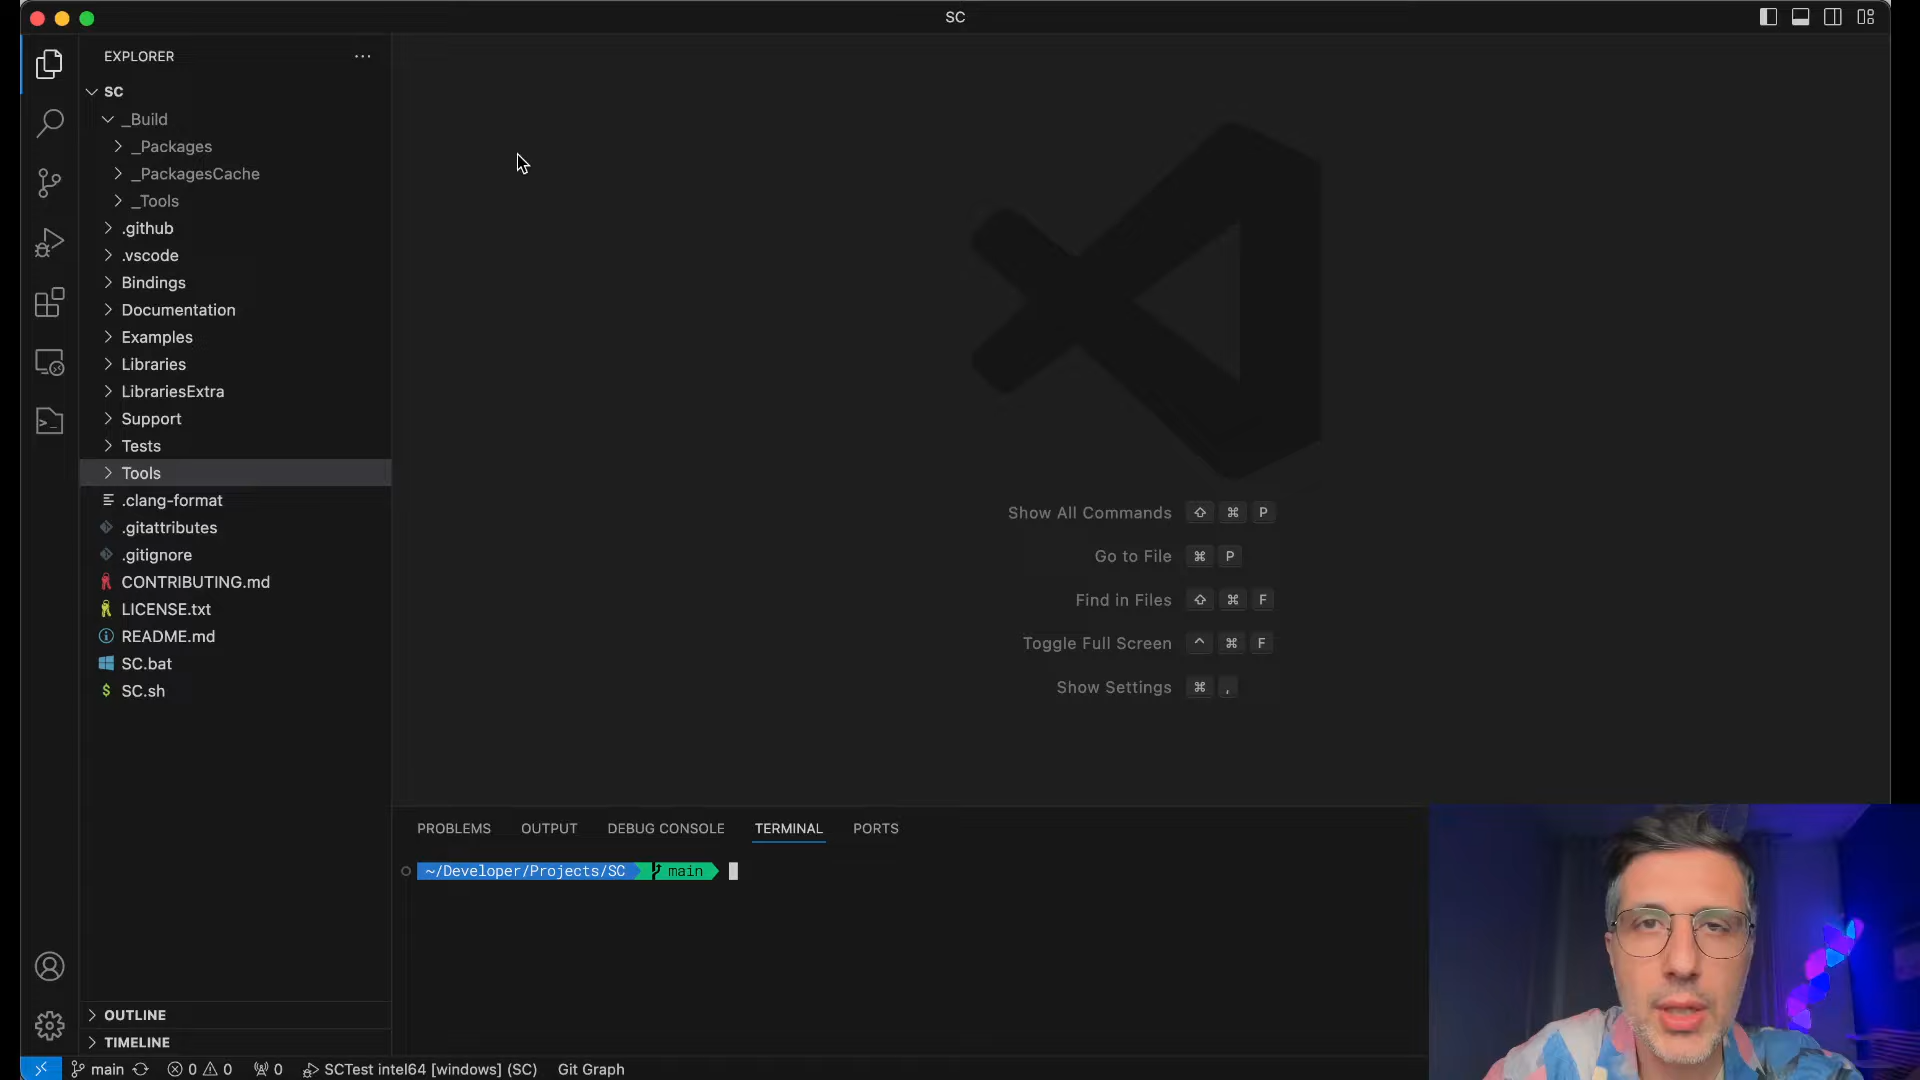 SC
EXPLORER
SC
_Build
_Packages
_PackagesCache
_Tools
.github
.vscode
Bindings
Documentation
Examples
Libraries
LibrariesExtra
Support
Tests
Tools
.clang-format
.gitattributes
.gitignore
CONTRIBUTING.md
LICENSE.txt
README.md
SC.bat
$ SC.sh
OUTLINE
TIMELINE
Show All Commands ⇧ ⌘ P
Go to File ⌘ P
Find in Files ⇧ ⌘ F
Toggle Full Screen ^ ⌘ F
Show Settings ⌘ ,
PROBLEMS OUTPUT DEBUG CONSOLE TERMINAL PORTS
~/Developer/Projects/SC main
main 0 0 0 SCTest intel64 [windows] (SC) Git Graph